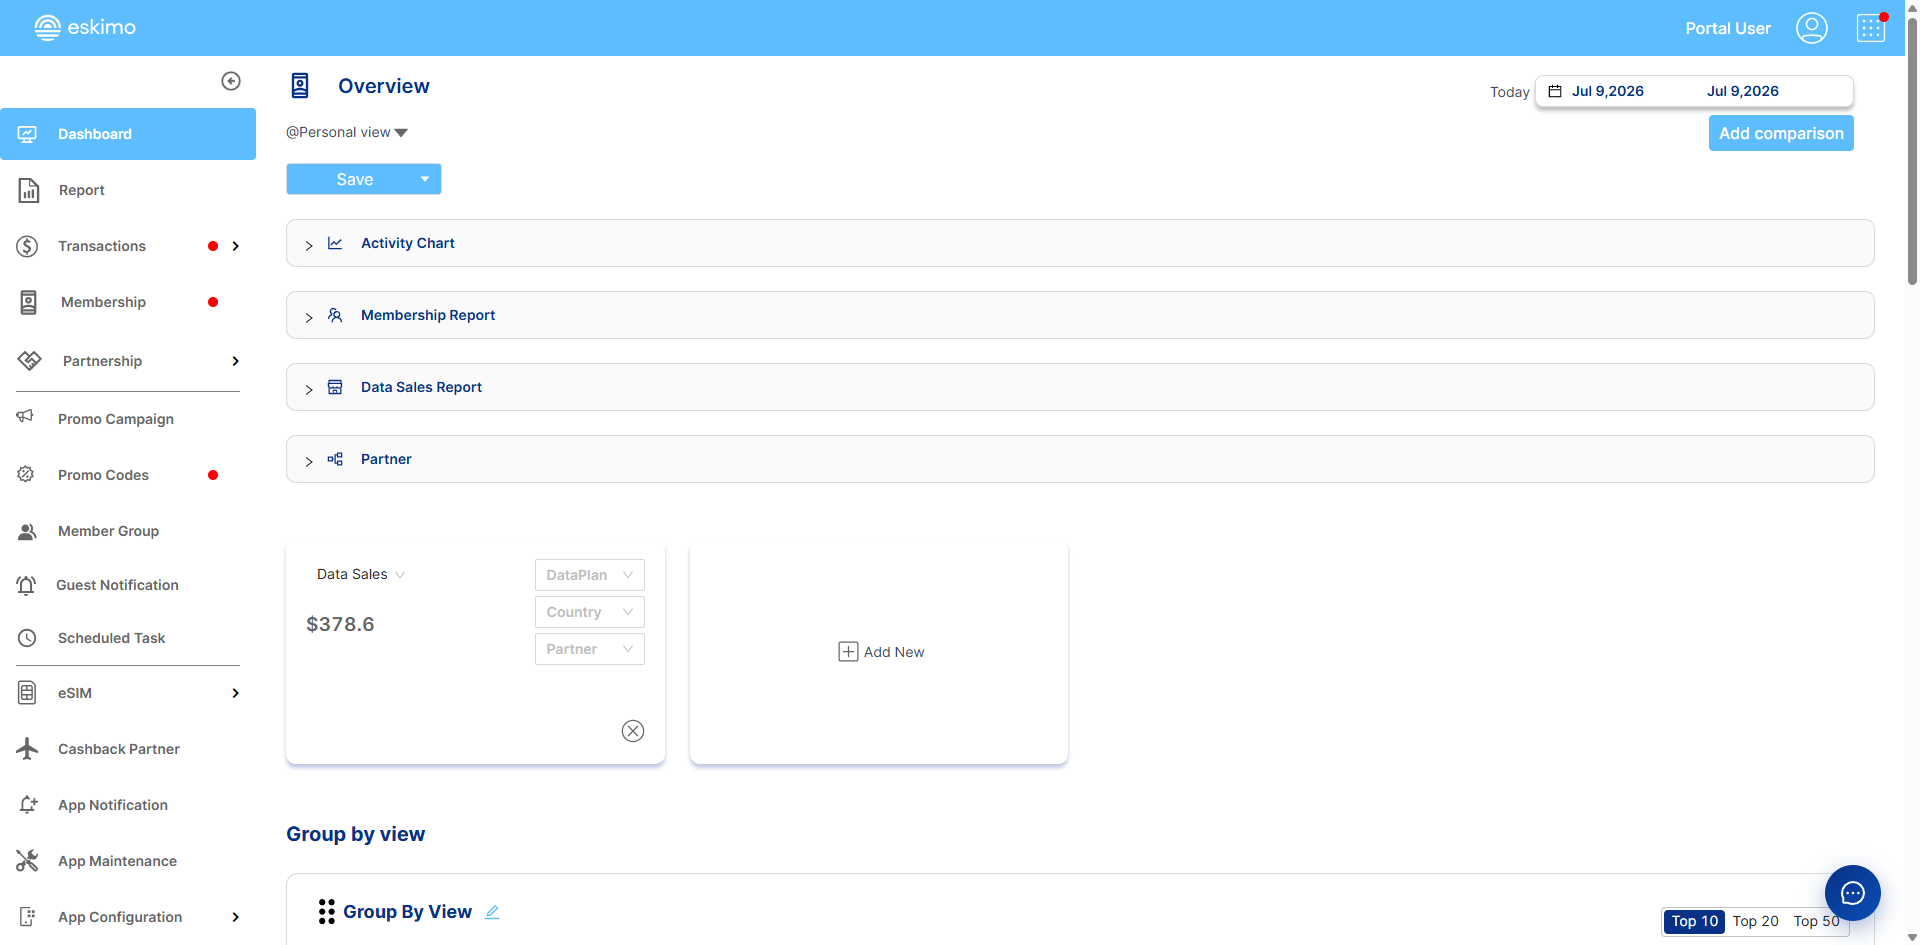 eskimo
Portal User
Dashboard
Report
Transactions
Membership
Partnership
Promo Campaign
Promo Codes
Member Group
Guest Notification
Scheduled Task
eSIM
Cashback Partner
App Notification
App Maintenance
App Configuration
Overview
Today Jul 9,2026 Jul 9,2026
@Personal view
Add comparison
Save
Activity Chart
Membership Report
Data Sales Report
Partner
Data Sales
DataPlan
Country
$378.6
Partner
Add New
Group by view
Group By View
Top 10 Top 20 Top 50